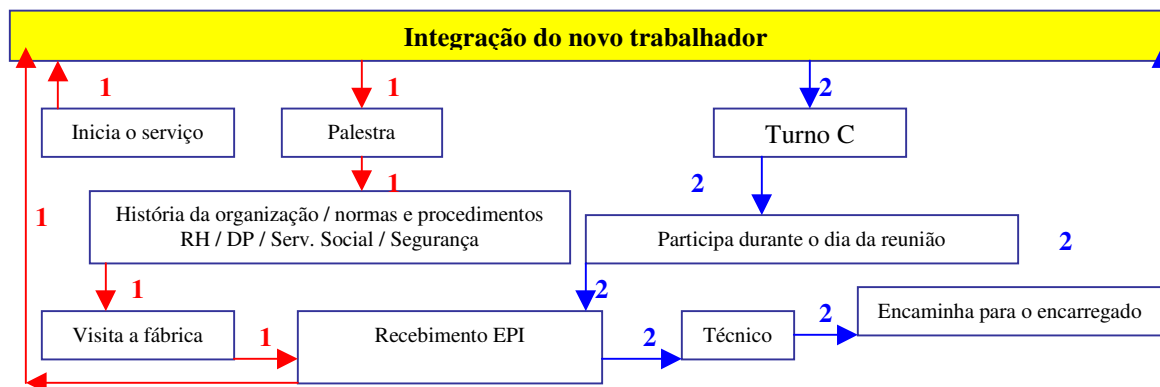 Integração do novo trabalhador
1
1
2
Inicia o serviço
Palestra
Turno C
1
2
1
História da organização / normas e procedimentos
RH / DP / Serv. Social / Segurança
Participa durante o dia da reunião
2
1
2
Visita a fábrica
1
Recebimento EPI
2
Técnico
2
Encaminha para o encarregado